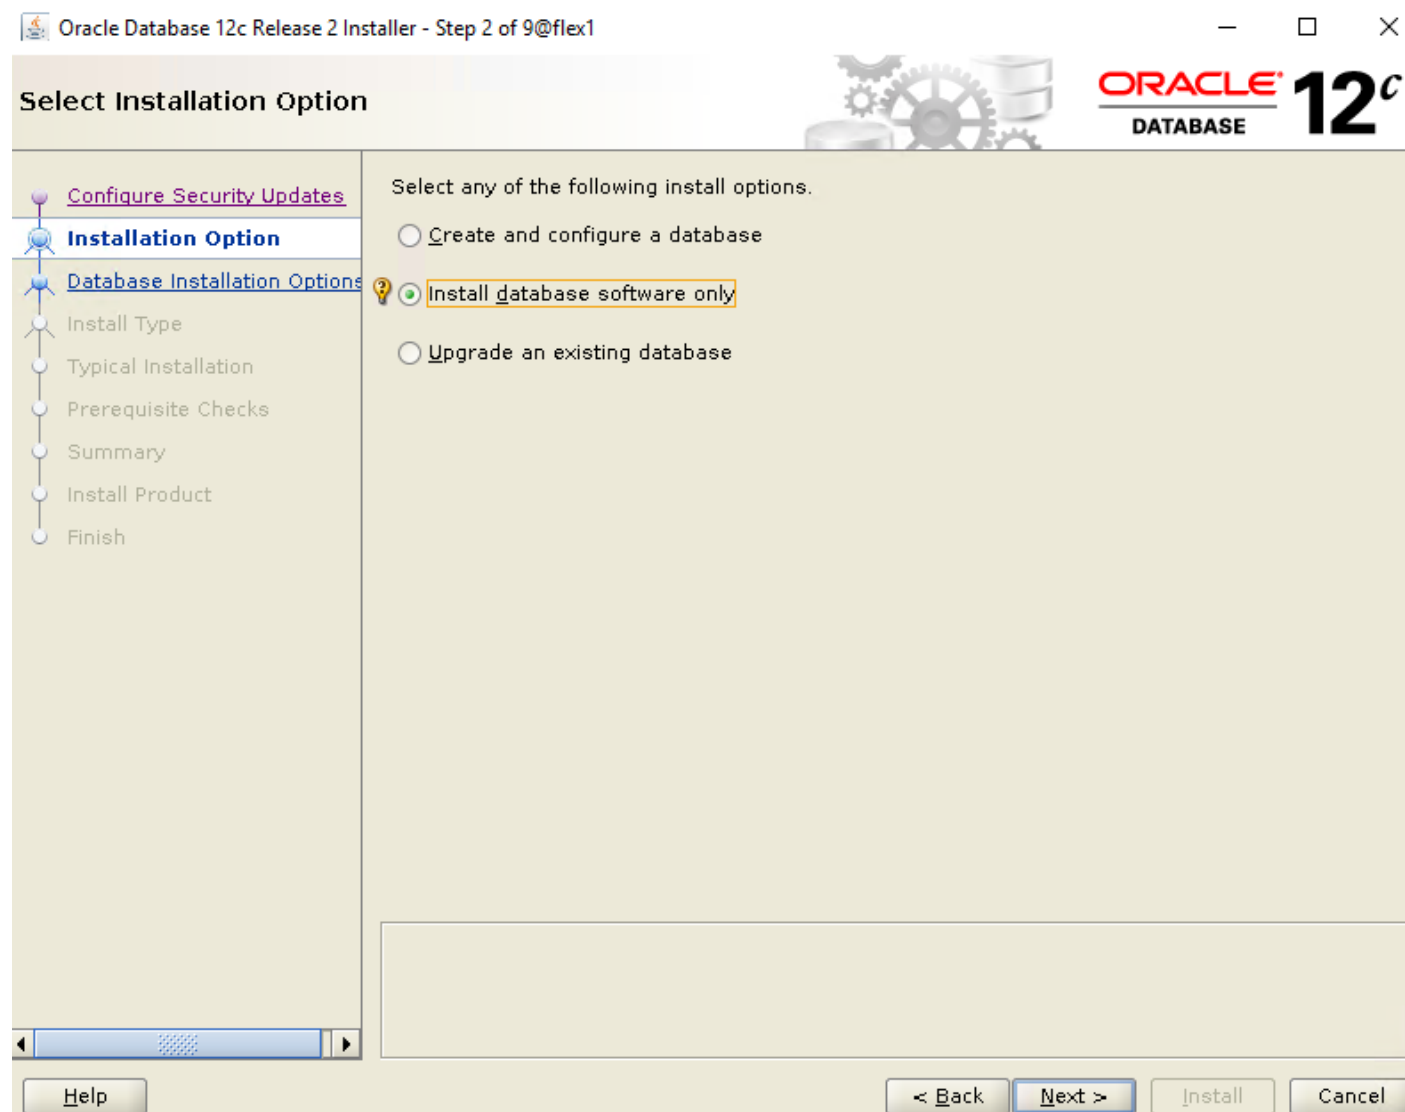 Oracle Database 12c Release 2 Installer - Step 2 of 9@flex1
Select Installation Option
ORACLE
DATABASE
12c
Configure Security Updates
Installation Option
Database Installation Options
Install Type
Typical Installation
Prerequisite Checks
Summary
Install Product
Finish
Select any of the following install options.
Create and configure a database
Install database software only
Upgrade an existing database
Help
< Back
Next >
Install
Cancel